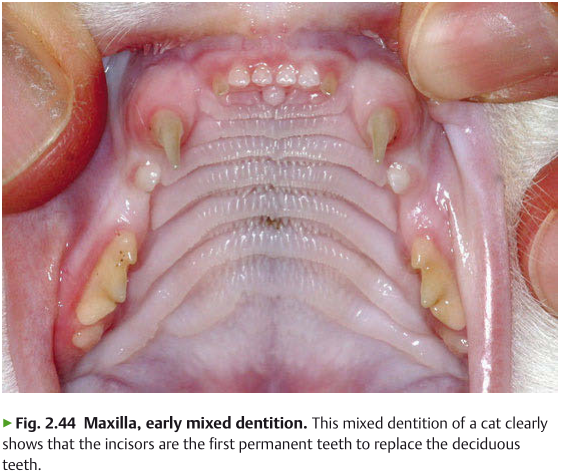 ▶ Fig. 2.44 Maxilla, early mixed dentition. This mixed dentition of a cat clearly
shows that the incisors are the first permanent teeth to replace the deciduous
teeth.